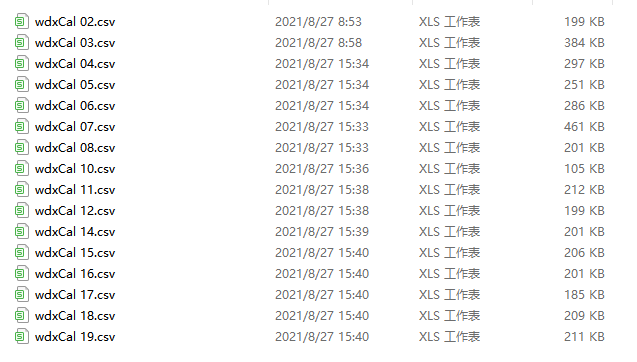 wdxCal 02.csv 2021/8/27 8:53 XLS 工作表 199 KB
wdxCal 03.csv 2021/8/27 8:58 XLS 工作表 384 KB
wdxCal 04.csv 2021/8/27 15:34 XLS 工作表 297 KB
wdxCal 05.csv 2021/8/27 15:34 XLS 工作表 251 KB
wdxCal 06.csv 2021/8/27 15:34 XLS 工作表 286 KB
wdxCal 07.csv 2021/8/27 15:33 XLS 工作表 461 KB
wdxCal 08.csv 2021/8/27 15:33 XLS 工作表 201 KB
wdxCal 10.csv 2021/8/27 15:36 XLS 工作表 105 KB
wdxCal 11.csv 2021/8/27 15:38 XLS 工作表 212 KB
wdxCal 12.csv 2021/8/27 15:38 XLS 工作表 199 KB
wdxCal 14.csv 2021/8/27 15:39 XLS 工作表 201 KB
wdxCal 15.csv 2021/8/27 15:40 XLS 工作表 206 KB
wdxCal 16.csv 2021/8/27 15:40 XLS 工作表 201 KB
wdxCal 17.csv 2021/8/27 15:40 XLS 工作表 185 KB
wdxCal 18.csv 2021/8/27 15:40 XLS 工作表 209 KB
wdxCal 19.csv 2021/8/27 15:40 XLS 工作表 211 KB